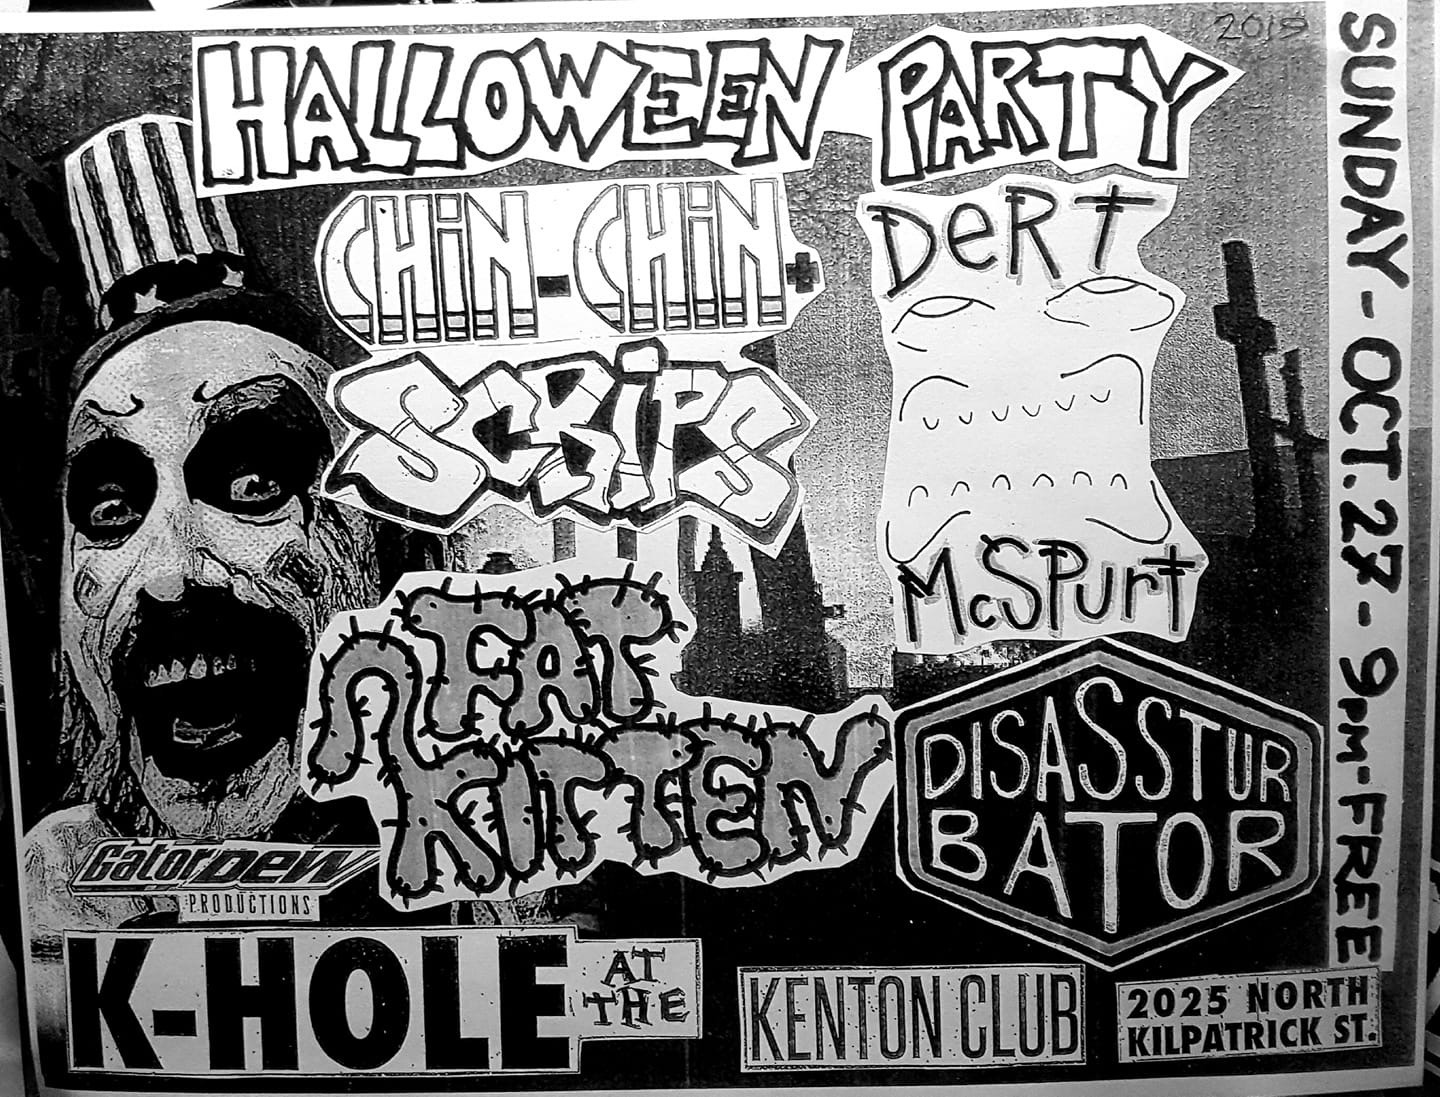 2019
HALLOWEEN PARTY
CHiN-CHiN+
SCRiPS
DeRt
McSPurt
FAT
KITTEN
DISASSTUR
BATOR
GatorDew
PRODUCTIONS
K-HOLE AT
THE
KENTON CLUB
2025 NORTH
KILPATRICK ST.
SUNDAY - OCT. 27 - 9PM - FREE